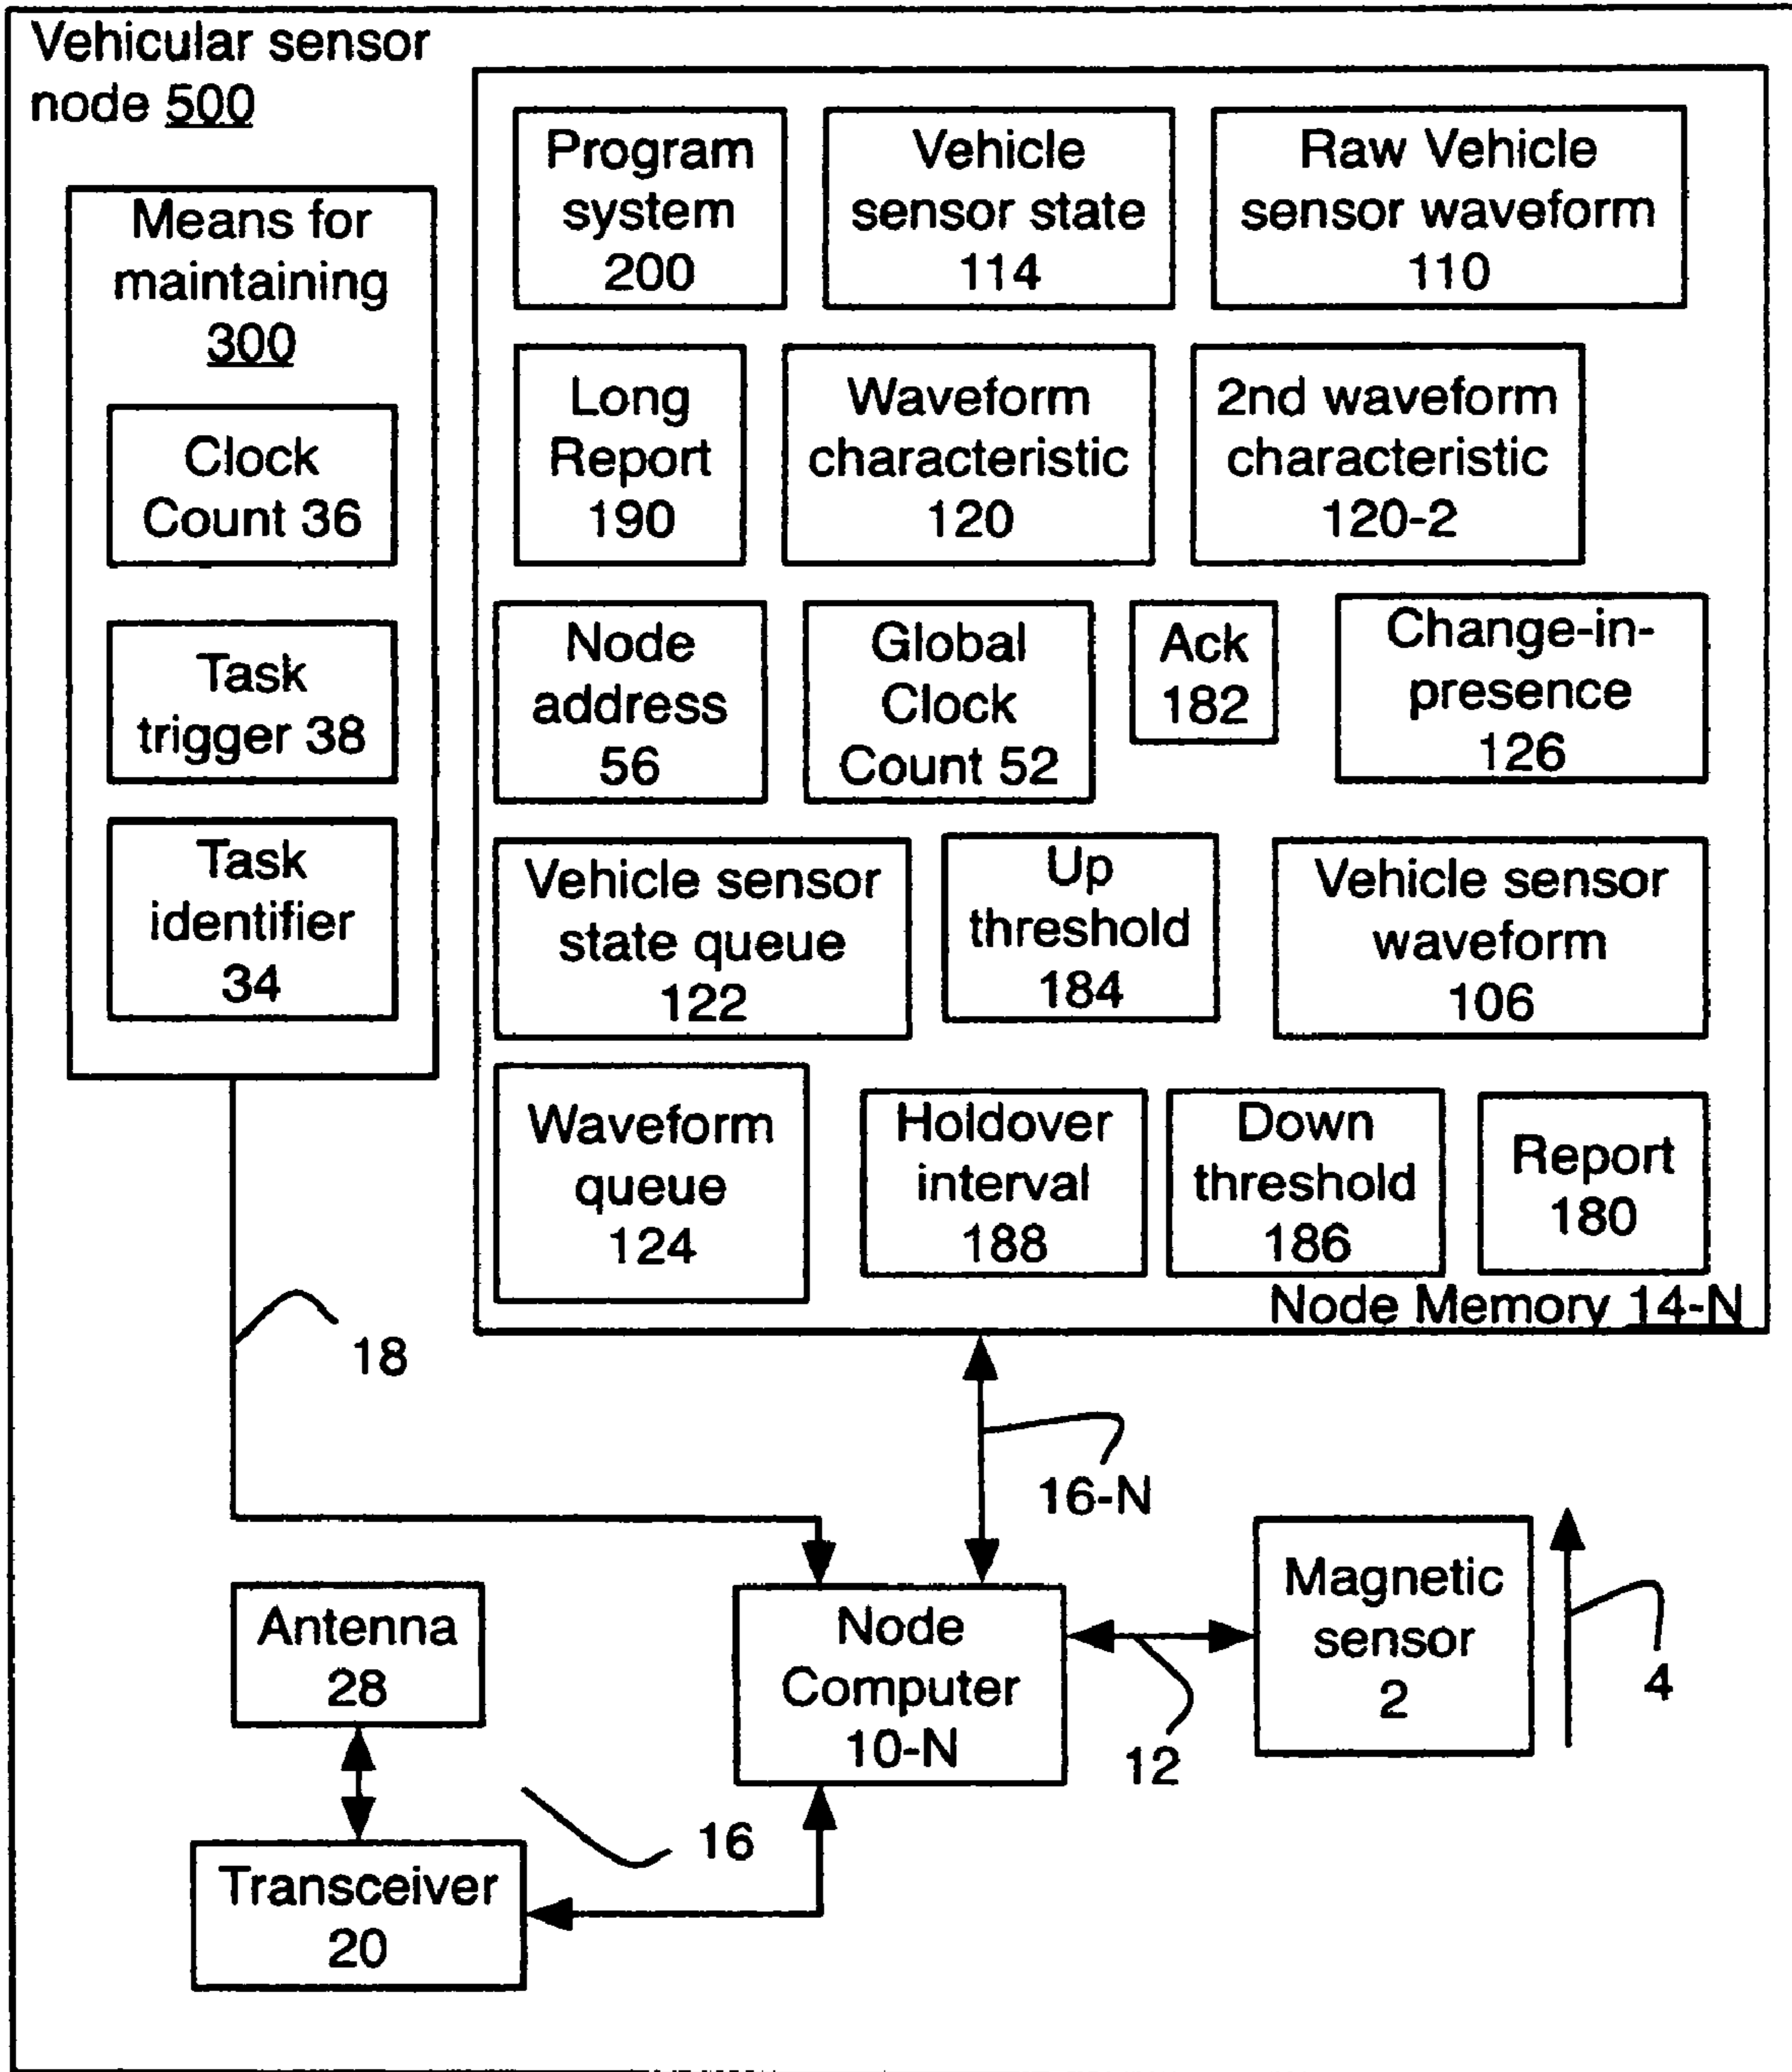 Vehicular sensor
node 500
Means for
maintaining
300
Clock
Count 36
Task
trigger 38
Task
identifier
34
Program
system
200
Vehicle
sensor state
114
Raw Vehicle
sensor waveform
110
Long
Report
190
Waveform
characteristic
120
2nd waveform
characteristic
120-2
Node
address
56
Global
Clock
Count 52
Ack
182
Change-in-
presence
126
Vehicle sensor
state queue
122
Up
threshold
184
Vehicle sensor
waveform
106
Waveform
queue
124
Holdover
interval
188
Down
threshold
186
Report
180
Node Memory 14-N
18
16-N
Antenna
28
Node
Computer
10-N
12
Magnetic
sensor
2
4
16
Transceiver
20